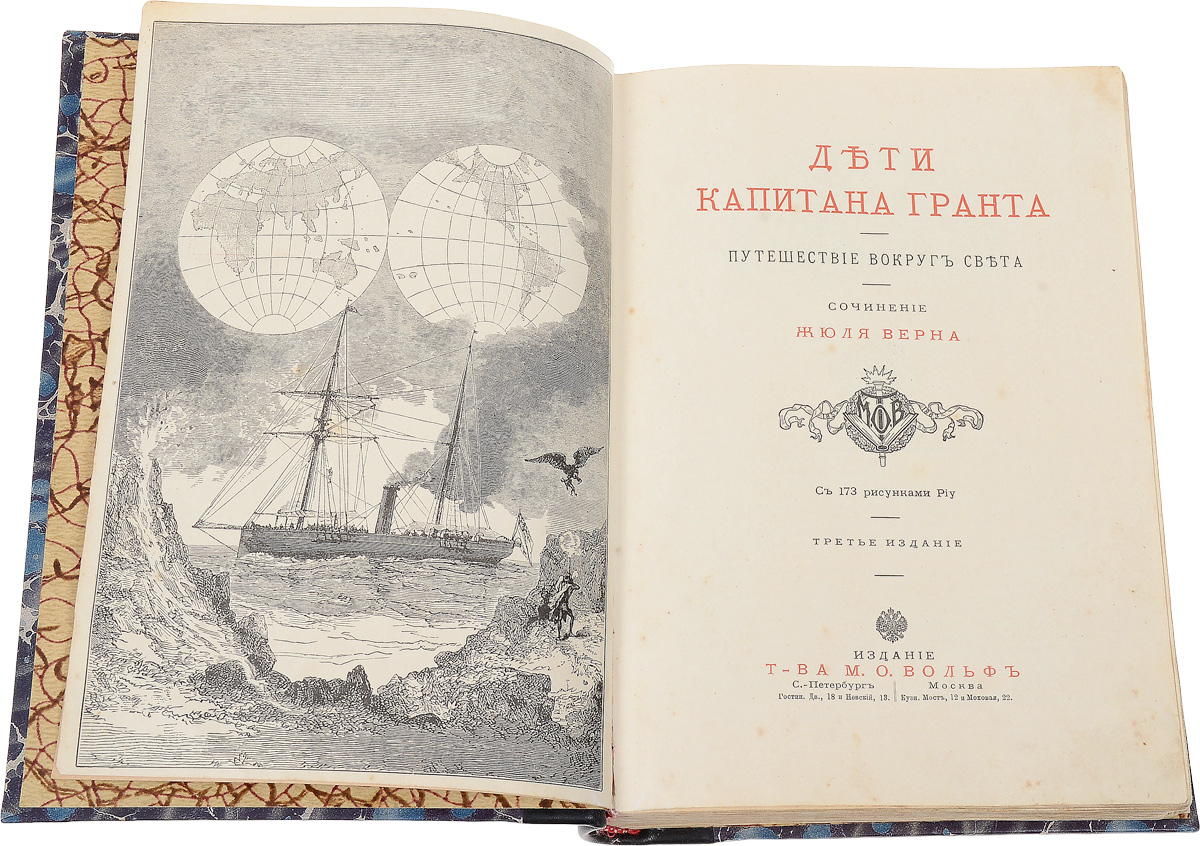 ДѢТИ
КАПИТАНА ГРАНТА
ПУТЕШЕСТВІЕ ВОКРУГЪ СВѢТА
СОЧИНЕНІЕ
ЖЮЛЯ ВЕРНА
М.Т.О.В
Съ 173 рисунками Ріу
ТРЕТЬЕ ИЗДАНІЕ
ИЗДАНІЕ
Т-ВА М. О. ВОЛЬФЪ
С.-Петербургъ | Москва
Гостин. Дв., 18 и Невскій, 13. | Кузн. Мостъ, 12 и Моховая, 22.